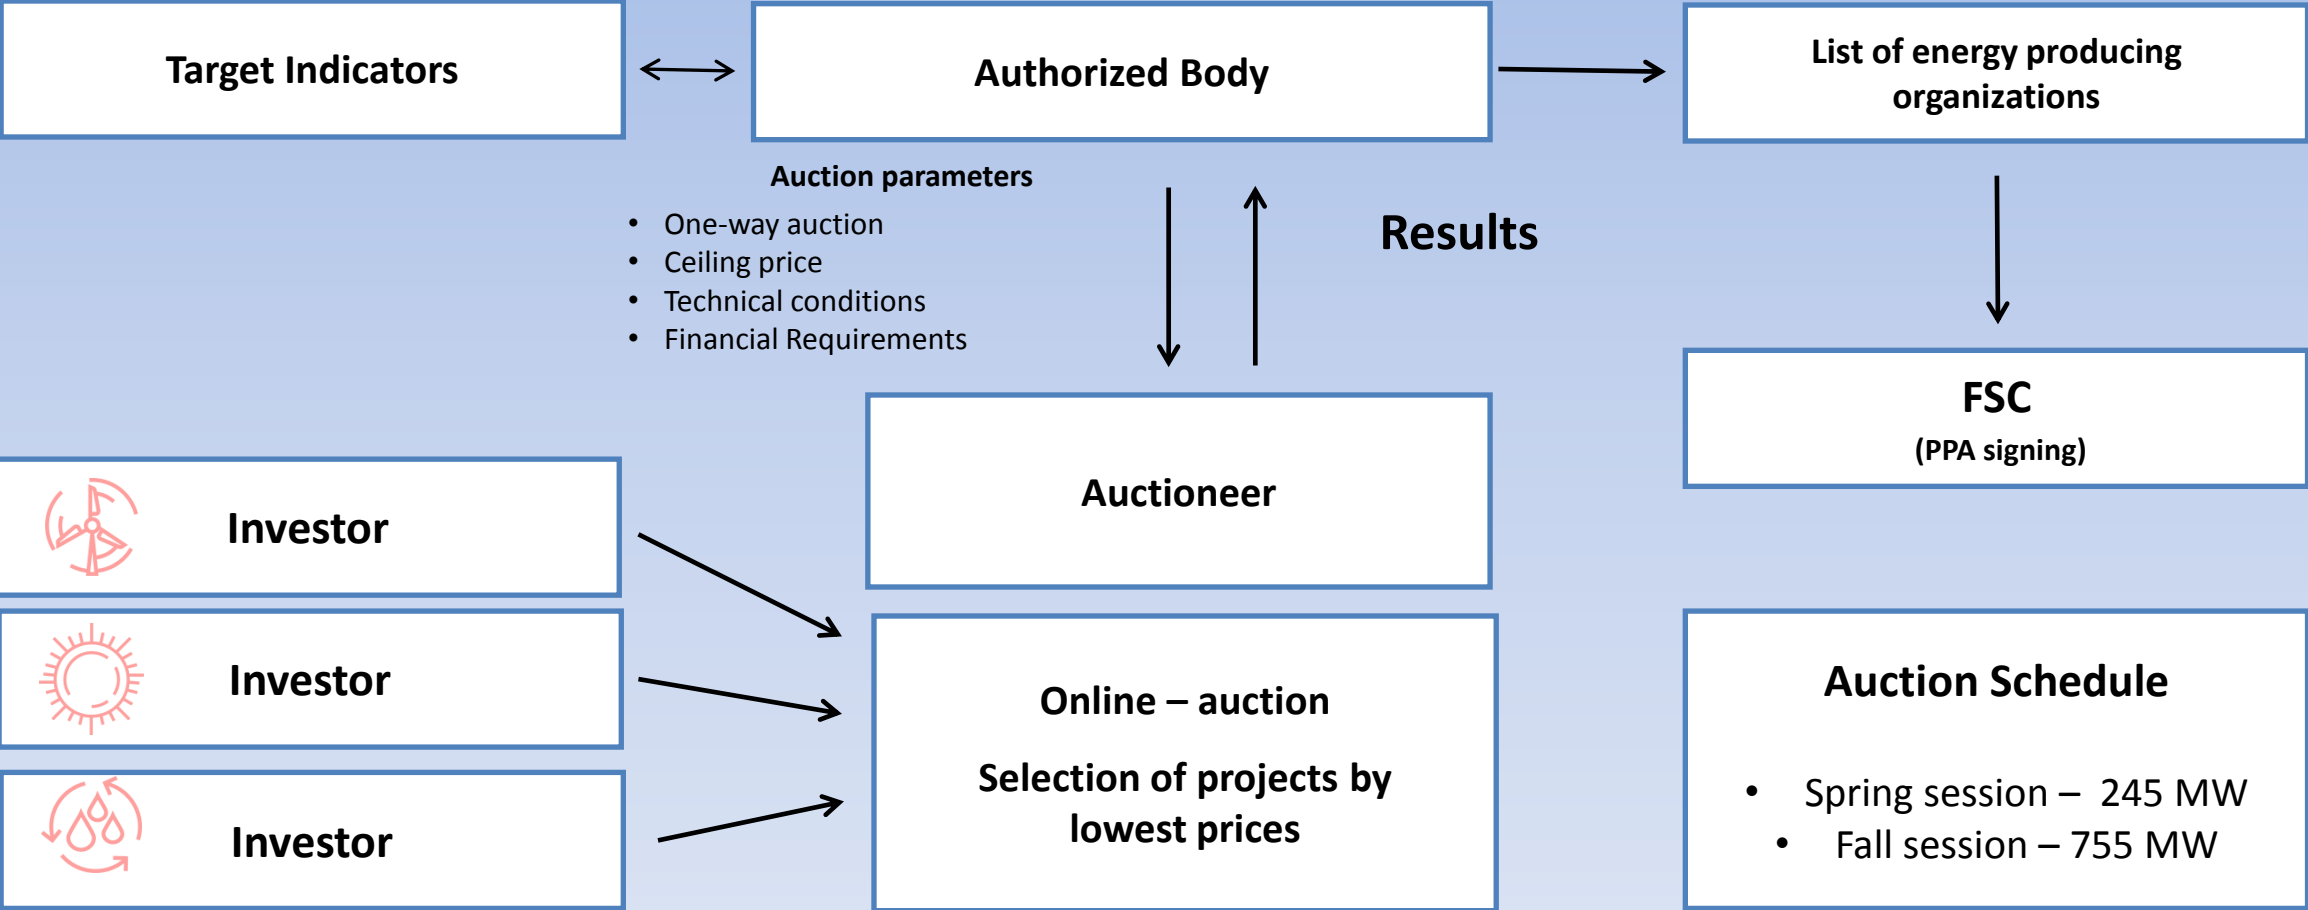 Target Indicators
Authorized Body
List of energy producing
organizations
Auction parameters
• One-way auction
• Ceiling price
• Technical conditions
• Financial Requirements
Results
FSC
(PPA signing)
Auctioneer
Investor
Investor
Investor
Online – auction
Selection of projects by
lowest prices
Auction Schedule
• Spring session – 245 MW
• Fall session – 755 MW